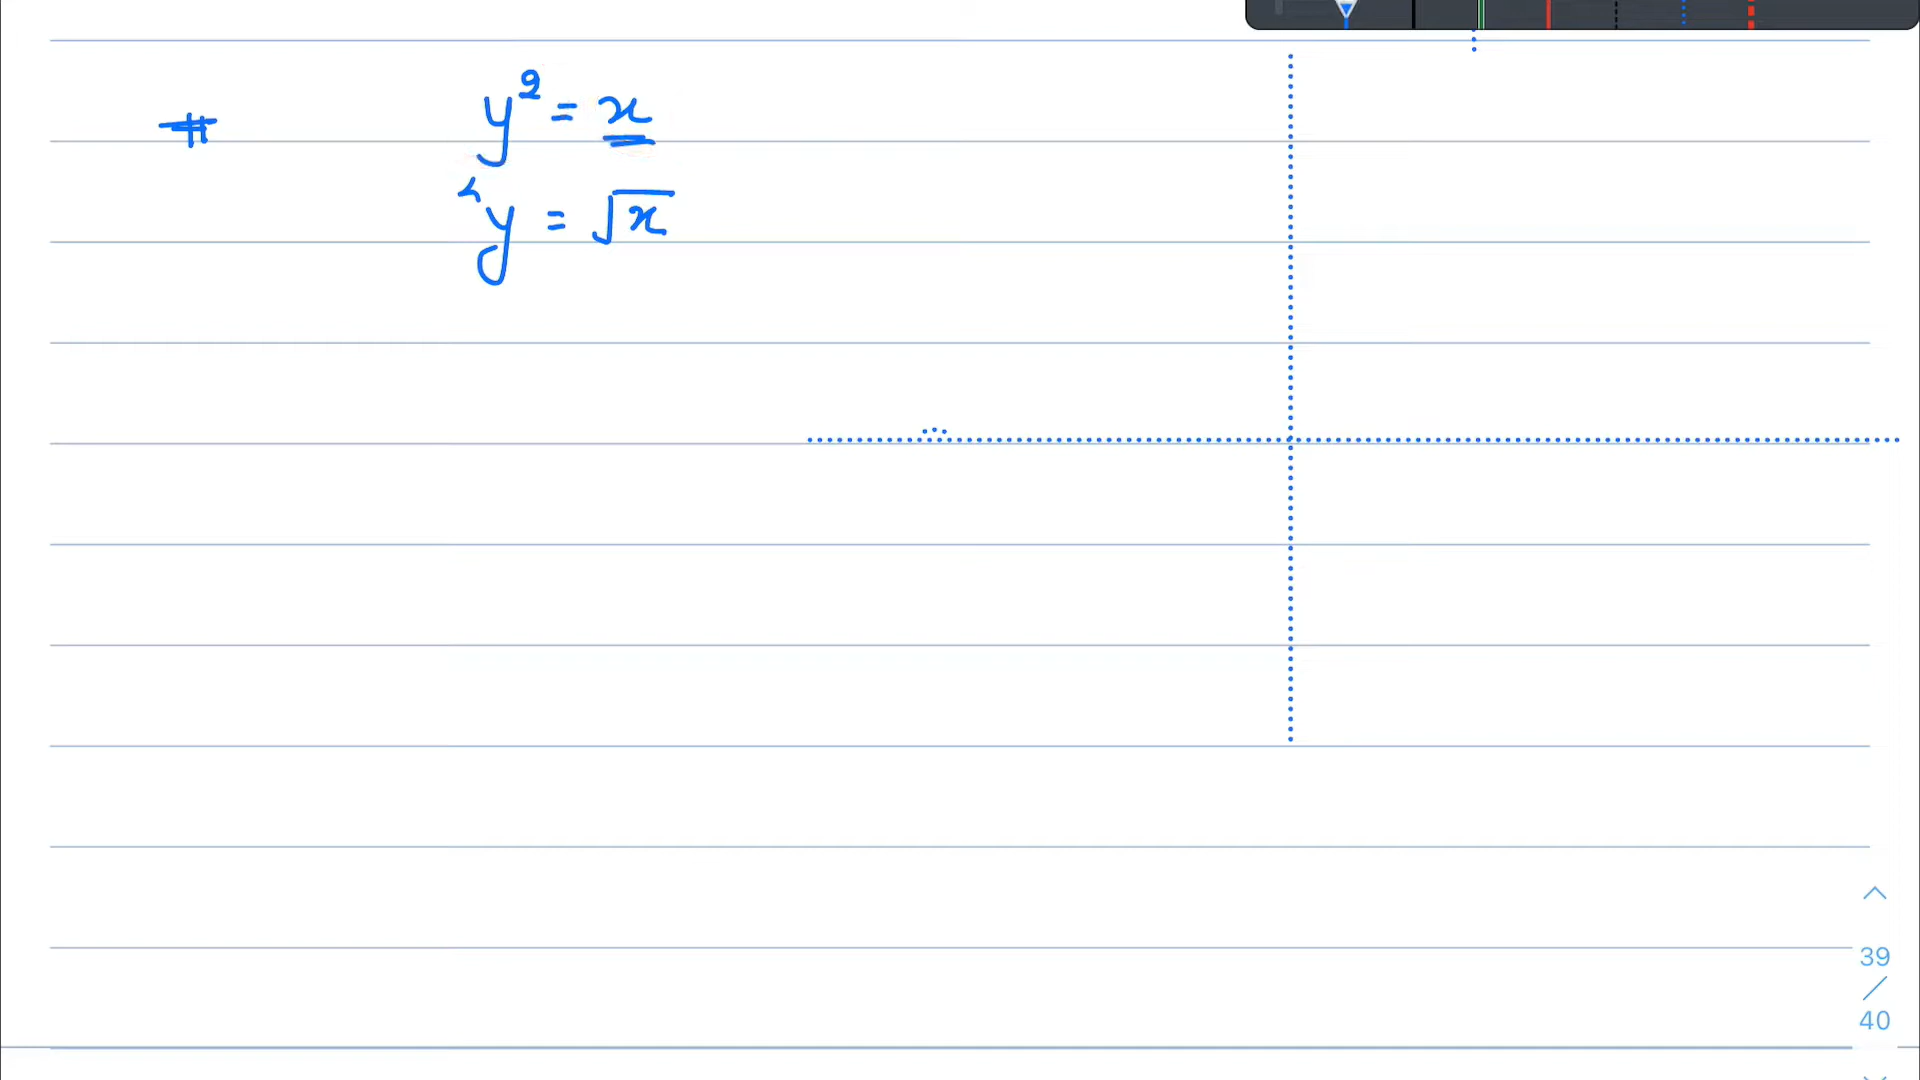 # y² = x
y = √x
39
/
40